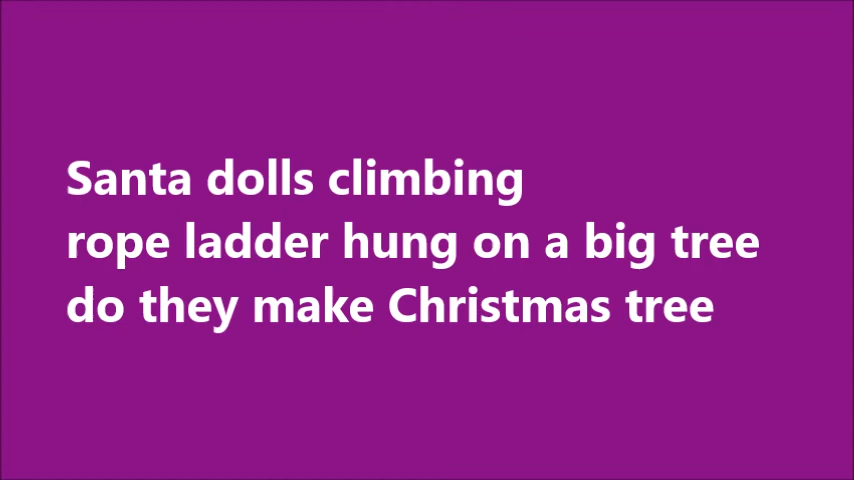 Santa dolls climbing
rope ladder hung on a big tree
do they make Christmas tree